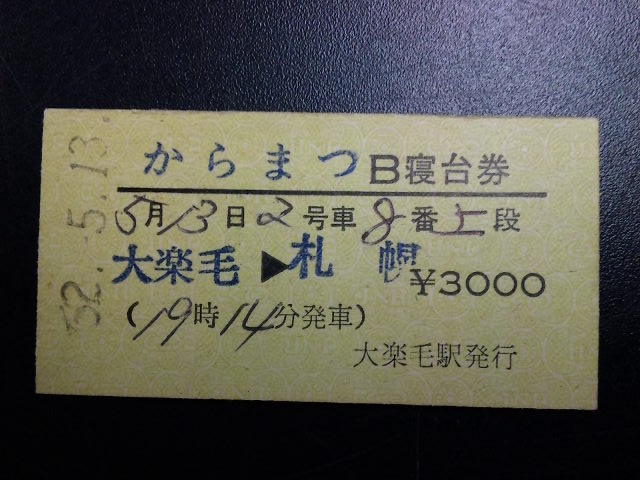 52.-5.13.
からまつB寝台券
5月13日2号車8番上段
大楽毛▶札幌¥3000
(19時14分発車)
大楽毛駅発行